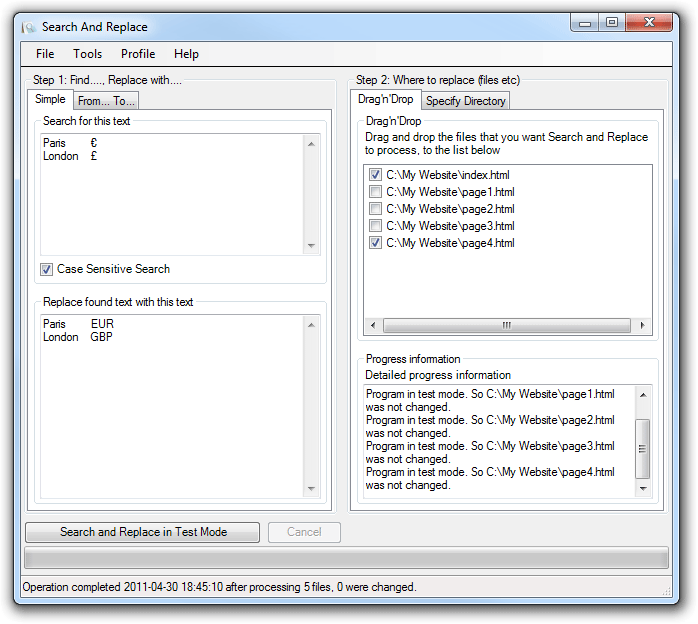 Search And Replace
File Tools Profile Help
Step 1: Find...., Replace with....
Simple From... To...
Search for this text
Paris €
London £
Case Sensitive Search
Replace found text with this text
Paris EUR
London GBP
Step 2: Where to replace (files etc)
Drag'n'Drop Specify Directory
Drag'n'Drop
Drag and drop the files that you want Search and Replace
to process, to the list below
C:\My Website\index.html
C:\My Website\page1.html
C:\My Website\page2.html
C:\My Website\page3.html
C:\My Website\page4.html
Progress information
Detailed progress information
Program in test mode. So C:\My Website\page1.html
was not changed.
Program in test mode. So C:\My Website\page2.html
was not changed.
Program in test mode. So C:\My Website\page3.html
was not changed.
Program in test mode. So C:\My Website\page4.html
was not changed.
Search and Replace in Test Mode Cancel
Operation completed 2011-04-30 18:45:10 after processing 5 files, 0 were changed.